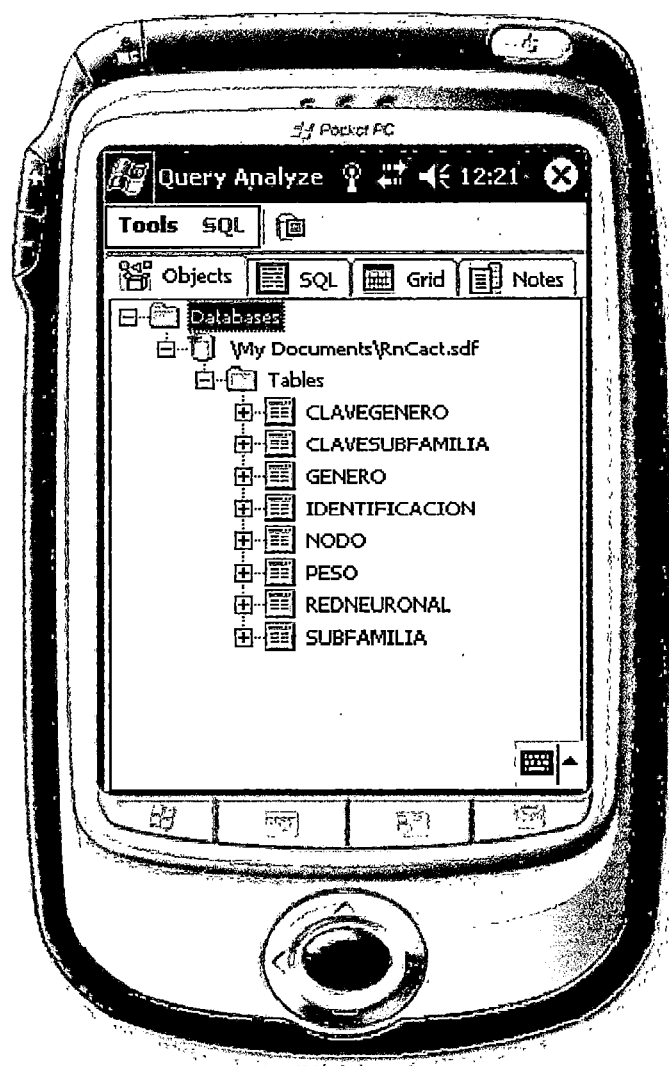 Pocket PC
Query Analyze 12:21
Tools SQL
Objects SQL Grid Notes
Databases
\My Documents\RnCact.sdf
Tables
CLAVEGENERO
CLAVESUBFAMILIA
GENERO
IDENTIFICACION
NODO
PESO
REDNEURONAL
SUBFAMILIA